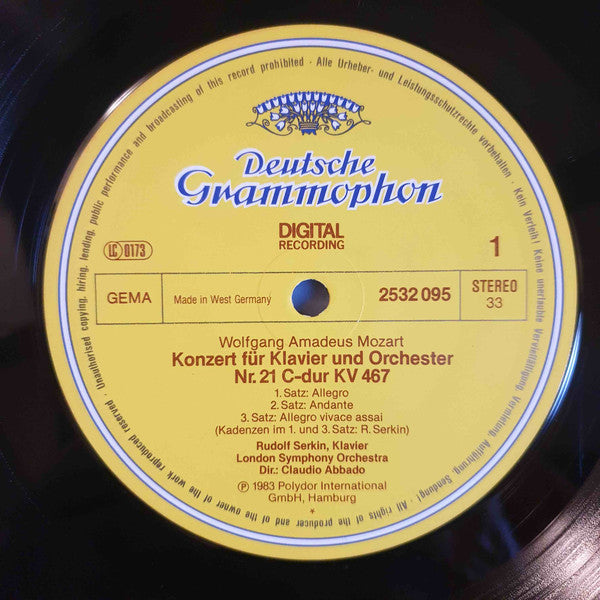 Alle Urheber- und Leistungsschutzrechte vorbehalten · Kein Verleih! Keine unerlaubte Vervielfältigung, Vermietung, Aufführung, Sendung! · All rights of the producer and of the owner of the work reproduced reserved · Unauthorised copying, hiring, lending, public performance and broadcasting of this record prohibited ·
Deutsche
Grammophon
DIGITAL
RECORDING
LC 0173
1
GEMA
Made in West Germany
2532 095
STEREO
33
Wolfgang Amadeus Mozart
Konzert für Klavier und Orchester
Nr. 21 C-dur KV 467
1. Satz: Allegro
2. Satz: Andante
3. Satz: Allegro vivace assai
(Kadenzen im 1. und 3. Satz: R. Serkin)
Rudolf Serkin, Klavier
London Symphony Orchestra
Dir.: Claudio Abbado
Ⓟ 1983 Polydor International
GmbH, Hamburg
*